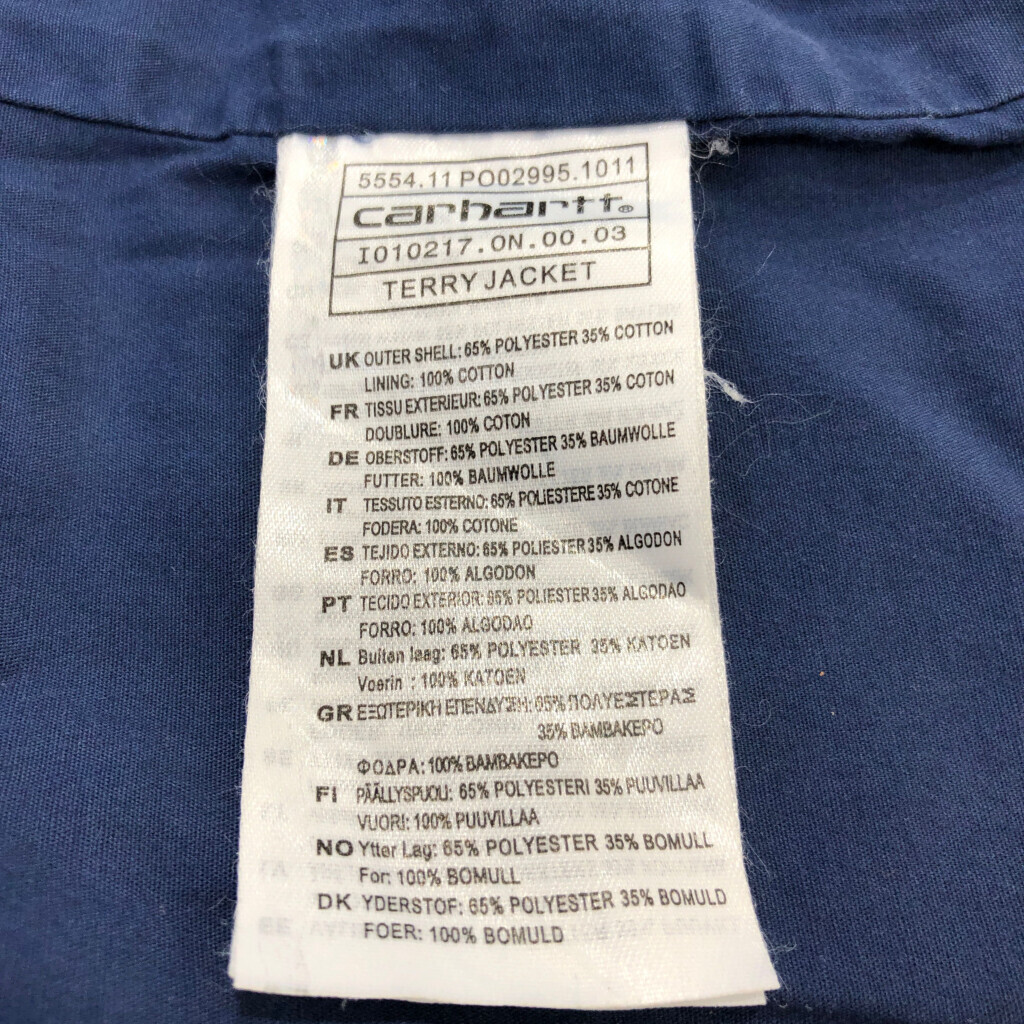 5554.11 PO02995.1011
carhartt®
I010217.0N.00.03
TERRY JACKET
UK OUTER SHELL: 65% POLYESTER 35% COTTON
LINING: 100% COTTON
FR TISSU EXTERIEUR: 65% POLYESTER 35% COTON
DOUBLURE: 100% COTON
DE OBERSTOFF: 65% POLYESTER 35% BAUMWOLLE
FUTTER: 100% BAUMWOLLE
IT TESSUTO ESTERNO: 65% POLIESTERE 35% COTONE
FODERA: 100% COTONE
ES TEJIDO EXTERNO: 65% POLIESTER 35% ALGODON
FORRO: 100% ALGODON
PT TECIDO EXTERIOR: 65% POLIESTER 35% ALGODAO
FORRO: 100% ALGODAO
NL Buiten laag: 65% POLYESTER 35% KATOEN
Voerin : 100% KATOEN
GR ΕΞΩΤΕΡΙΚΗ ΕΠΕΝΔΥΣΗ: 65% ΠΟΛΥΕΣΤΕΡΑΣ
35% ΒΑΜΒΑΚΕΡΟ
ΦΟΔΡΑ: 100% ΒΑΜΒΑΚΕΡΟ
FI PÄÄLLYSPUOLI: 65% POLYESTERI 35% PUUVILLAA
VUORI: 100% PUUVILLAA
NO Ytter Lag: 65% POLYESTER 35% BOMULL
For: 100% BOMULL
DK YDERSTOF: 65% POLYESTER 35% BOMULD
FOER: 100% BOMULD